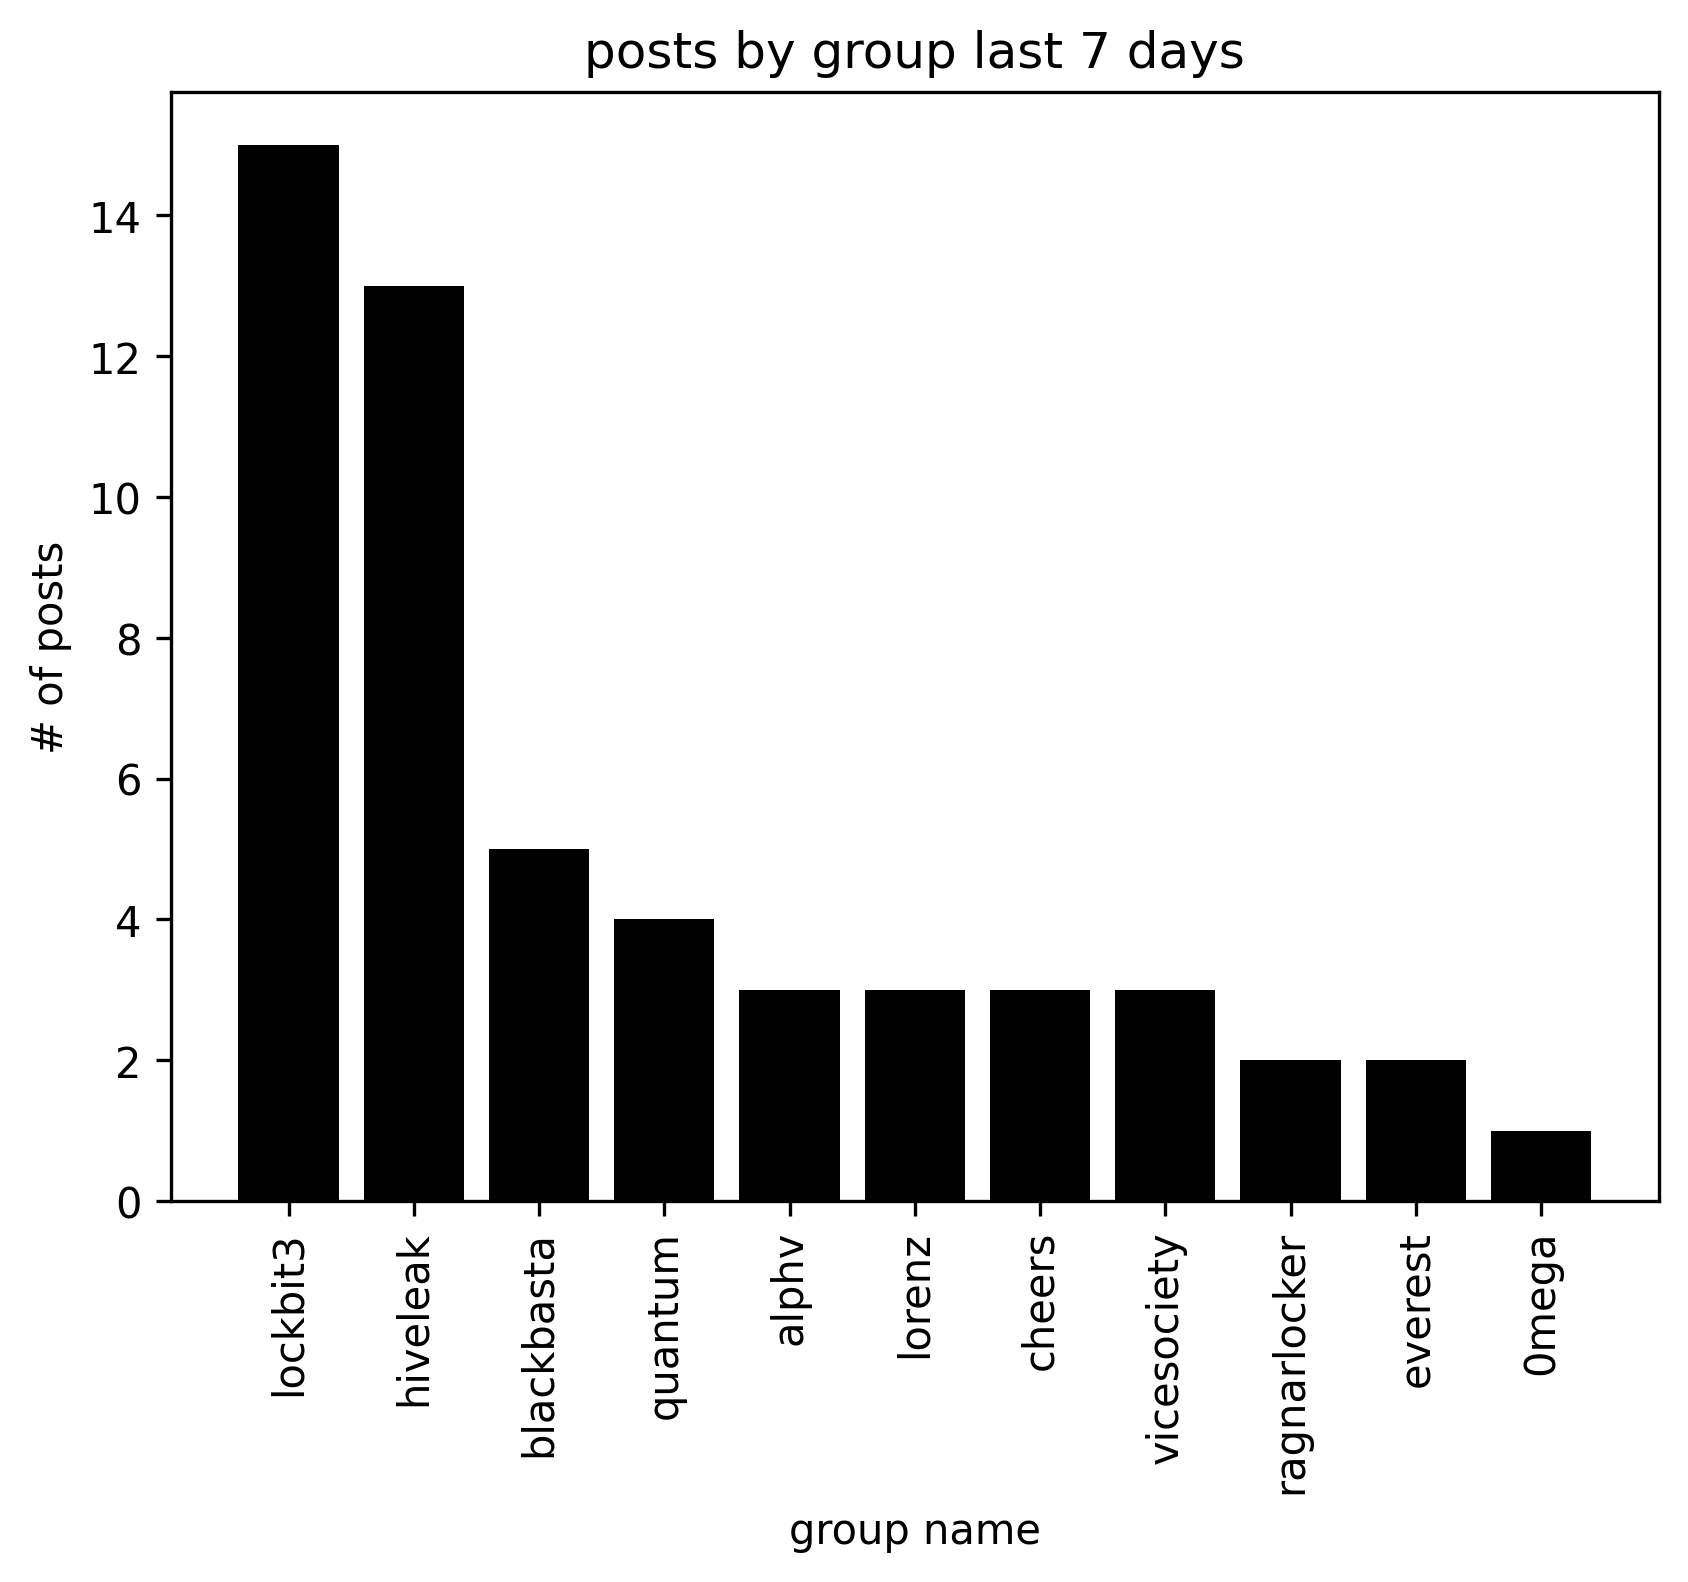 posts by group last 7 days
# of posts
14
12
10
8
6
4
2
0
lockbit3
hiveleak
blackbasta
quantum
alphv
lorenz
cheers
vicesociety
ragnarlocker
everest
0mega
group name